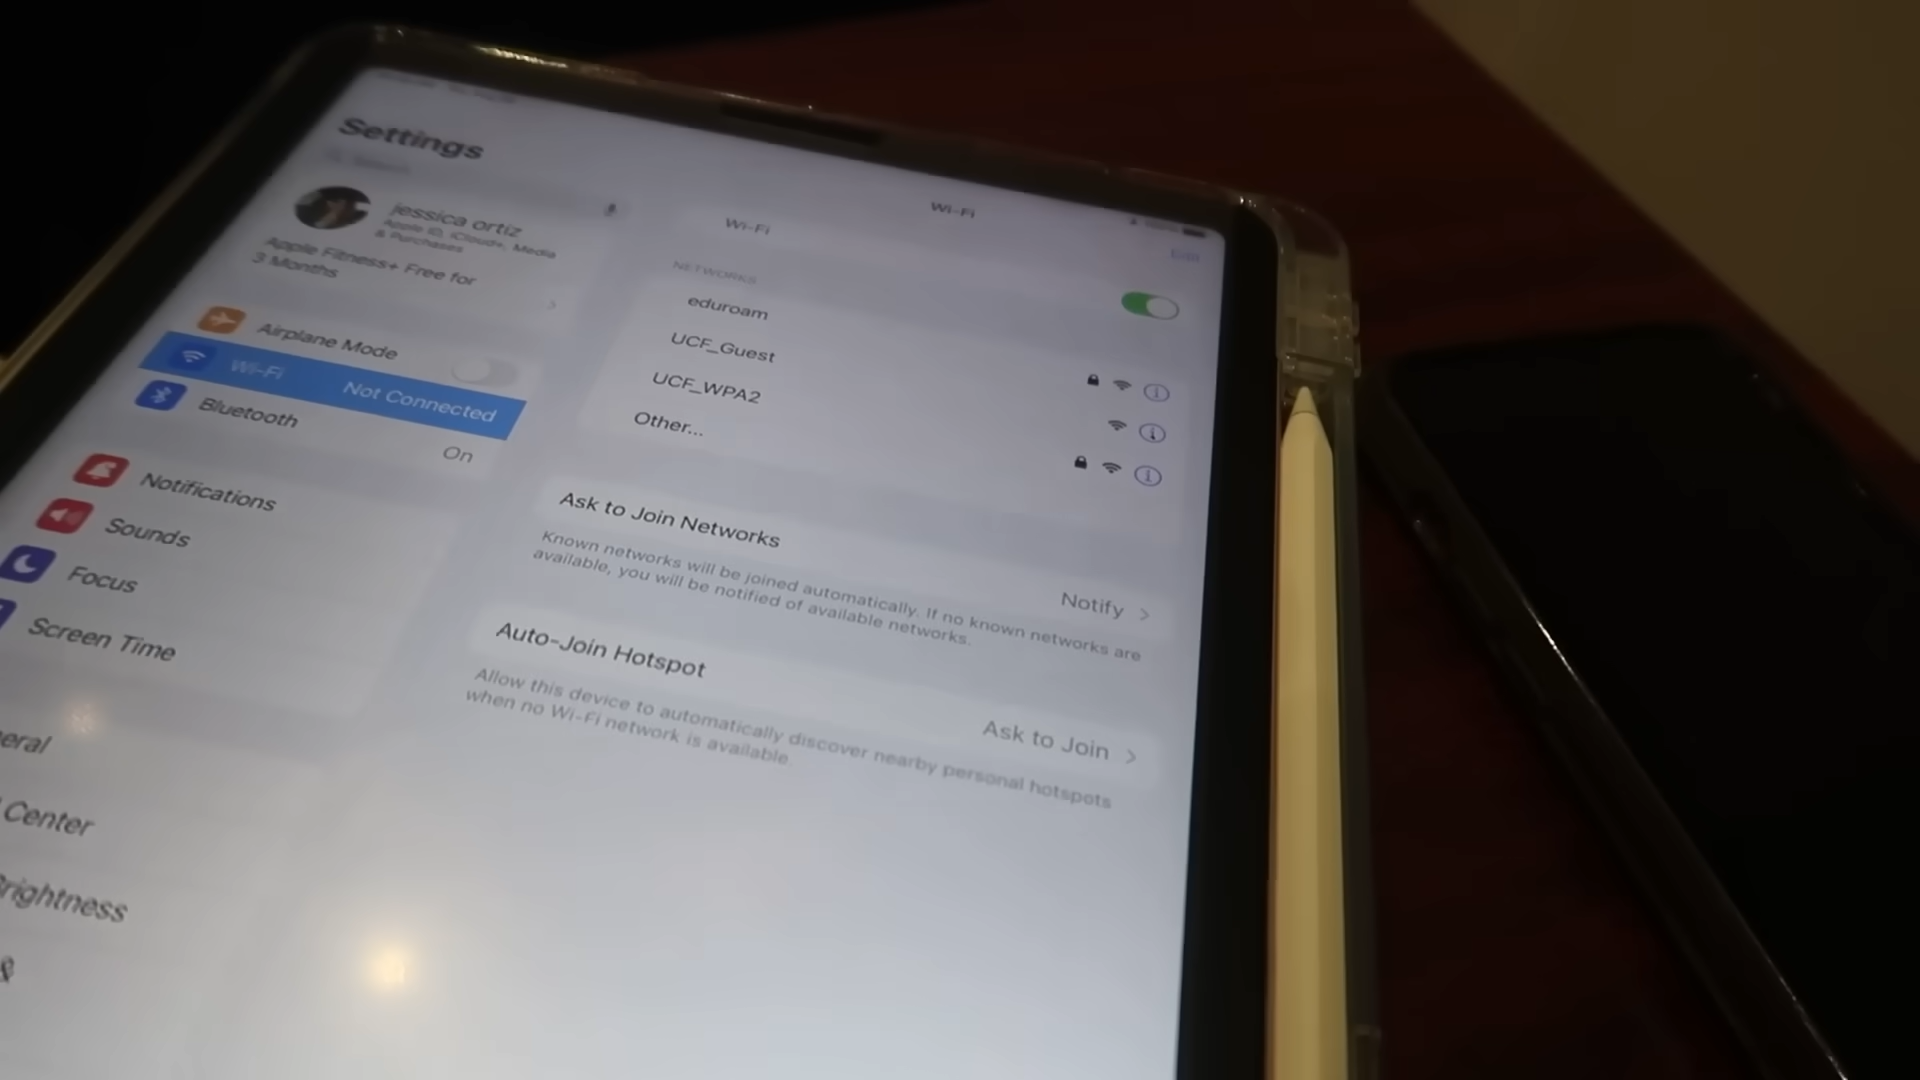 Settings
jessica ortiz
Apple ID, iCloud+, Media
& Purchases
Apple Fitness+ Free for
3 Months
Airplane Mode
Wi-Fi Not Connected
Bluetooth On
Notifications
Sounds
Focus
Screen Time
eral
Center
Brightness
&
Wi-Fi
Edit
Wi-Fi
NETWORKS
eduroam
UCF_Guest
UCF_WPA2
Other...
Ask to Join Networks Notify
Known networks will be joined automatically. If no known networks are
available, you will be notified of available networks.
Auto-Join Hotspot Ask to Join
Allow this device to automatically discover nearby personal hotspots
when no Wi-Fi network is available.